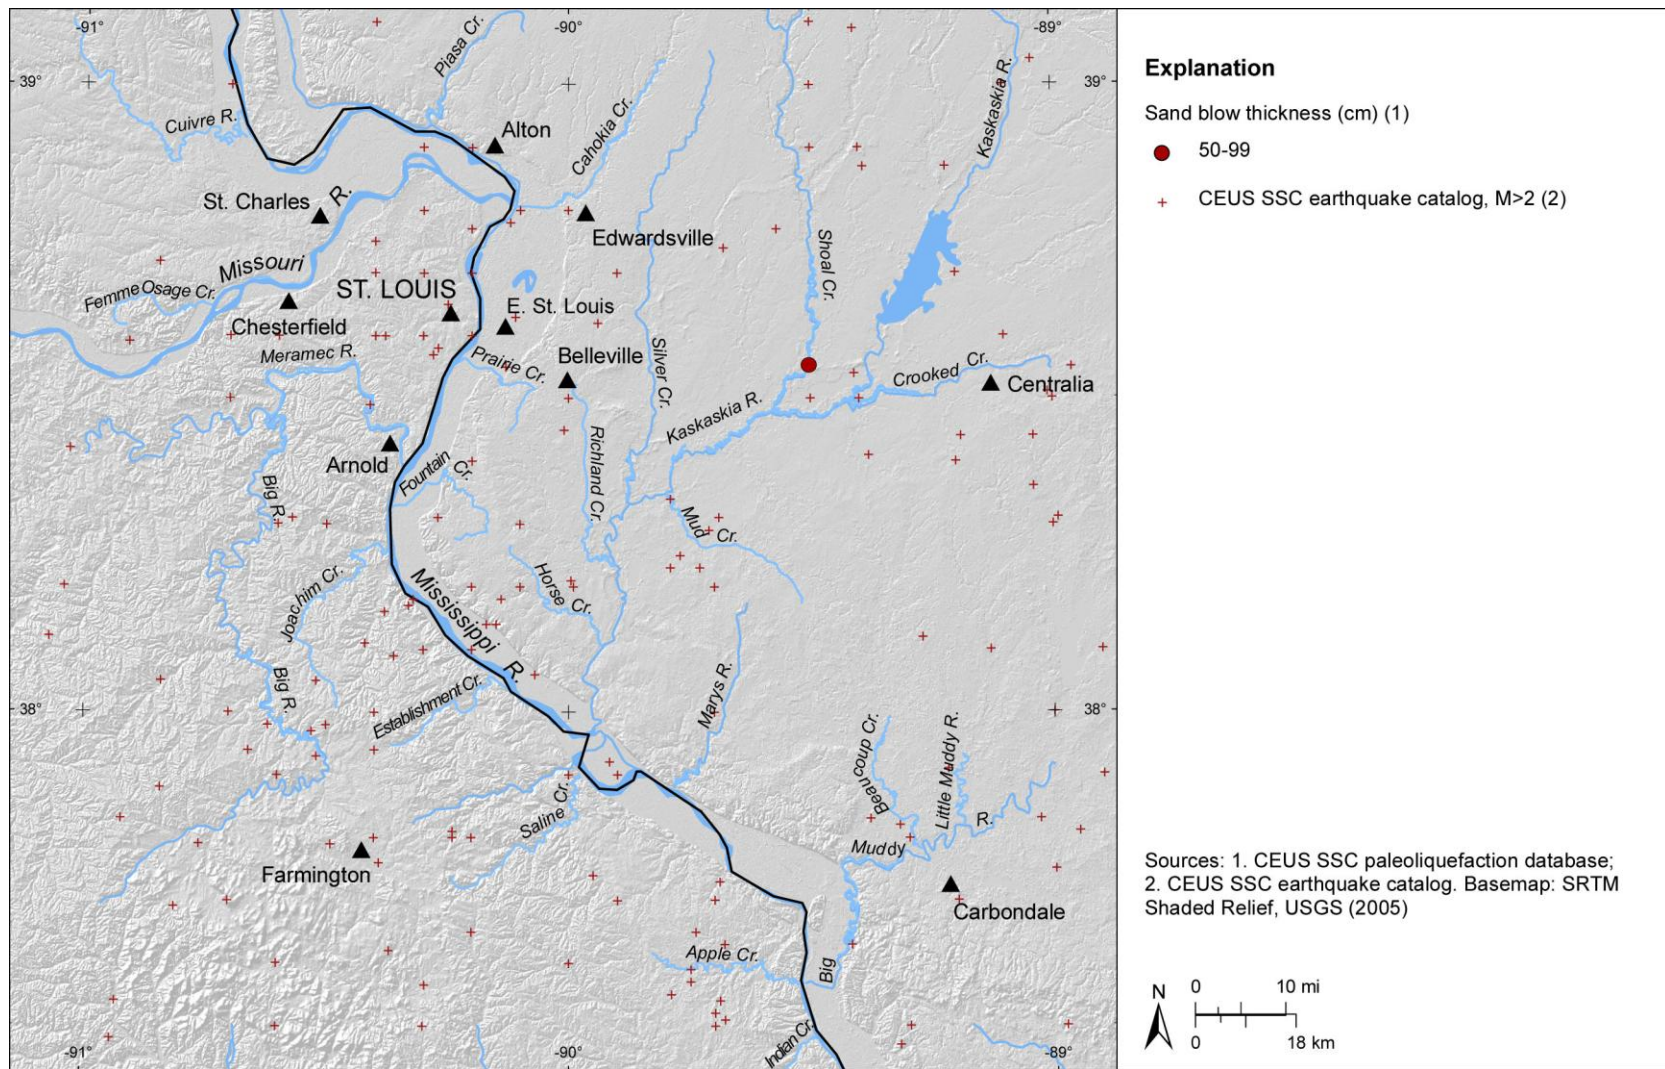 -91°
-90°
-89°
39°
39°
Piasa Cr.
Kaskaskia R.
Cuivre R.
Alton
Cahokia Cr.
St. Charles
R.
Edwardsville
Shoal Cr.
Missouri
Femme Osage Cr.
ST. LOUIS
E. St. Louis
Chesterfield
Meramec R.
Prairie Cr.
Belleville
Silver Cr.
Crooked Cr.
Centralia
Kaskaskia R.
Arnold
Fountain Cr.
Richland Cr.
Big R.
Mud Cr.
Joachim Cr.
Horse Cr.
Mississippi R.
Big R.
Establishment Cr.
Marys R.
38°
38°
Beaucoup Cr.
Little Muddy R.
R.
Saline Cr.
Muddy
Farmington
Carbondale
Apple Cr.
Big
Indian Cr.
-91°
-90°
-89°
Explanation
Sand blow thickness (cm) (1)
50-99
CEUS SSC earthquake catalog, M>2 (2)
Sources: 1. CEUS SSC paleoliquefaction database;
2. CEUS SSC earthquake catalog. Basemap: SRTM
Shaded Relief, USGS (2005)
N
0 10 mi
0 18 km